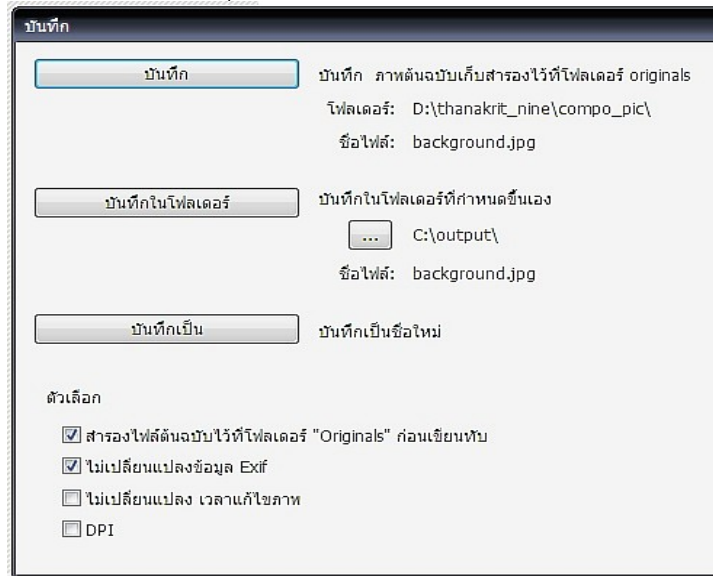 บันทึก
บันทึก
บันทึก ภาพต้นฉบับเก็บสำรองไว้ที่โฟลเดอร์ originals
โฟลเดอร์: D:\thanakrit_nine\compo_pic\
ชื่อไฟล์: background.jpg
บันทึกในโฟลเดอร์
บันทึกในโฟลเดอร์ที่กำหนดขึ้นเอง
... C:\output\
ชื่อไฟล์: background.jpg
บันทึกเป็น
บันทึกเป็นชื่อใหม่
ตัวเลือก
สำรองไฟล์ต้นฉบับไว้ที่โฟลเดอร์ "Originals" ก่อนเขียนทับ
ไม่เปลี่ยนแปลงข้อมูล Exif
ไม่เปลี่ยนแปลง เวลาแก้ไขภาพ
DPI